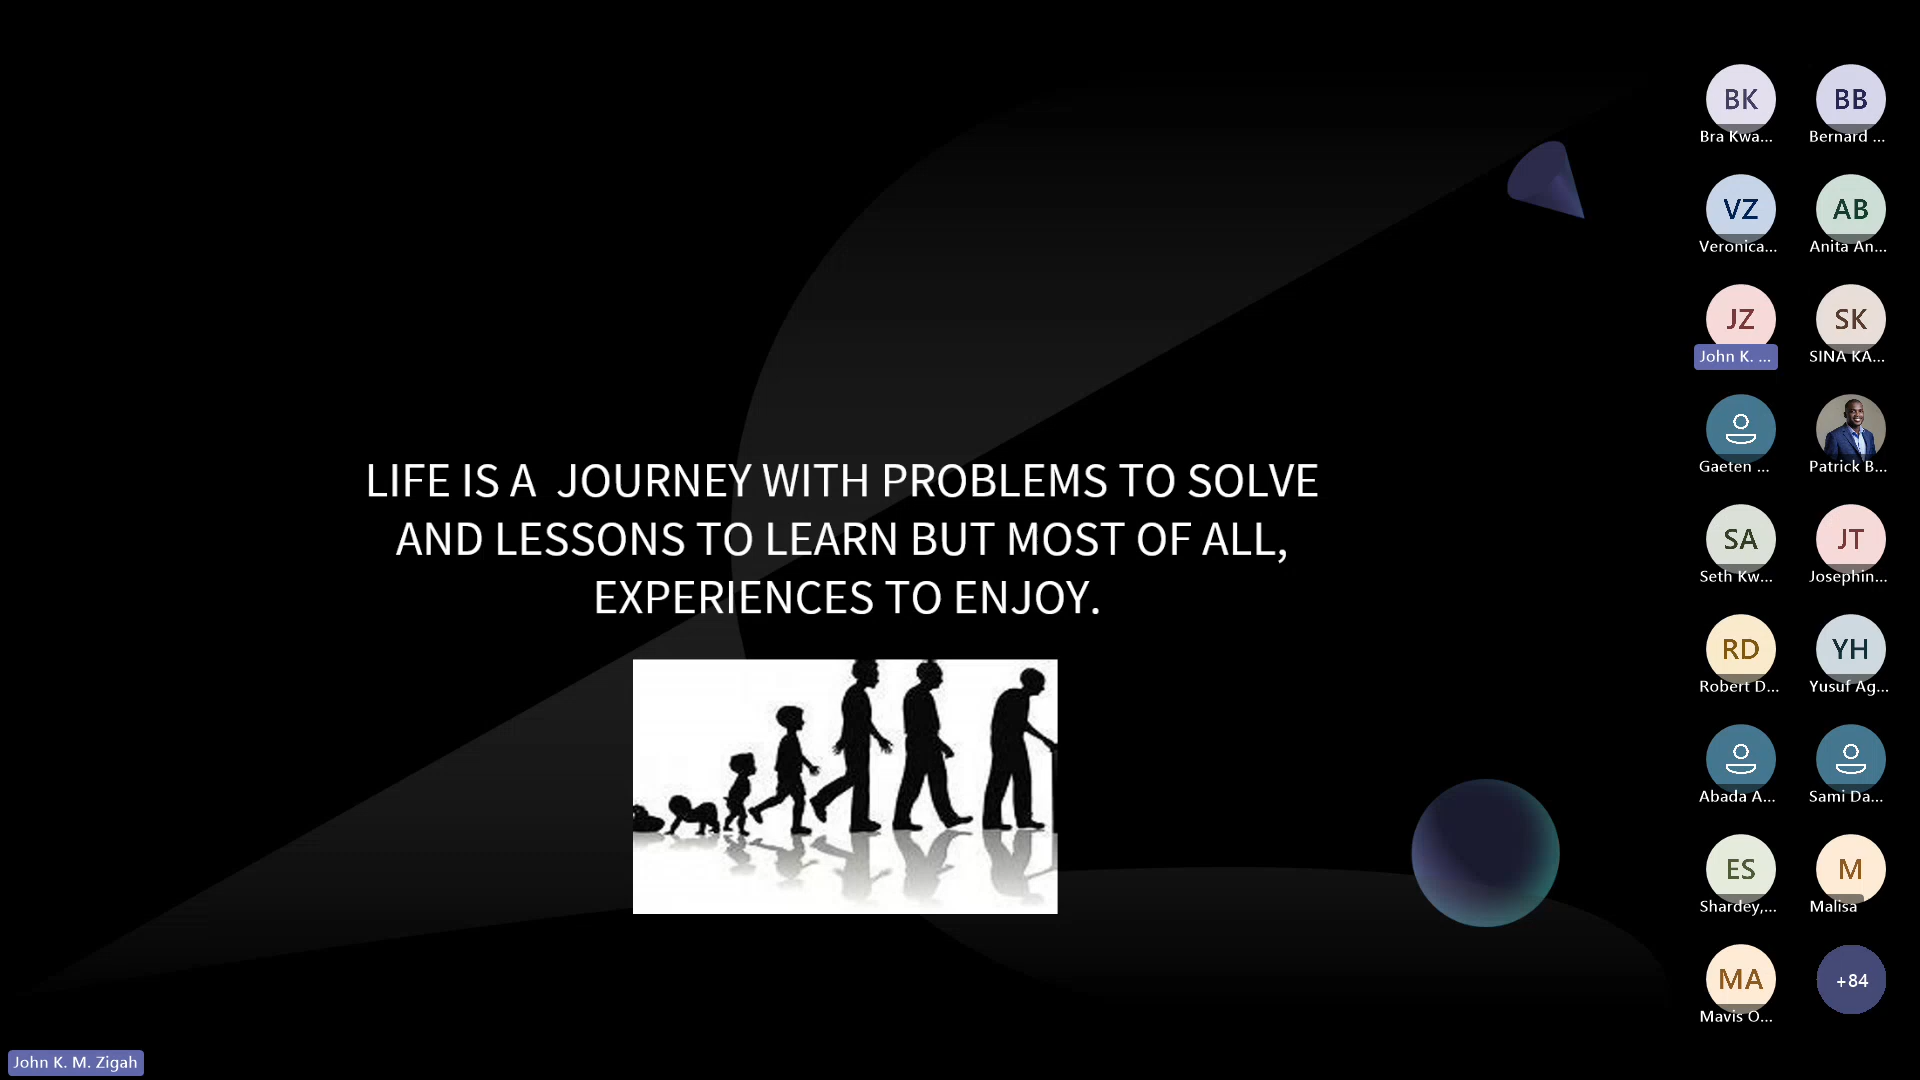 BK
BB
Bra Kwa...
Bernard ...
VZ
AB
Veronica...
Anita An...
JZ
SK
John K. ...
SINA KA...
Gaeten ...
Patrick B...
LIFE IS A  JOURNEY WITH PROBLEMS TO SOLVE
AND LESSONS TO LEARN BUT MOST OF ALL,
EXPERIENCES TO ENJOY.
SA
JT
Seth Kw...
Josephin...
RD
YH
Robert D...
Yusuf Ag...
Abada A...
Sami Da...
ES
M
Shardey,...
Malisa
MA
+84
Mavis O...
John K. M. Zigah